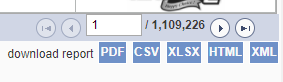 1 / 1,109,226
download report PDF CSV XLSX HTML XML